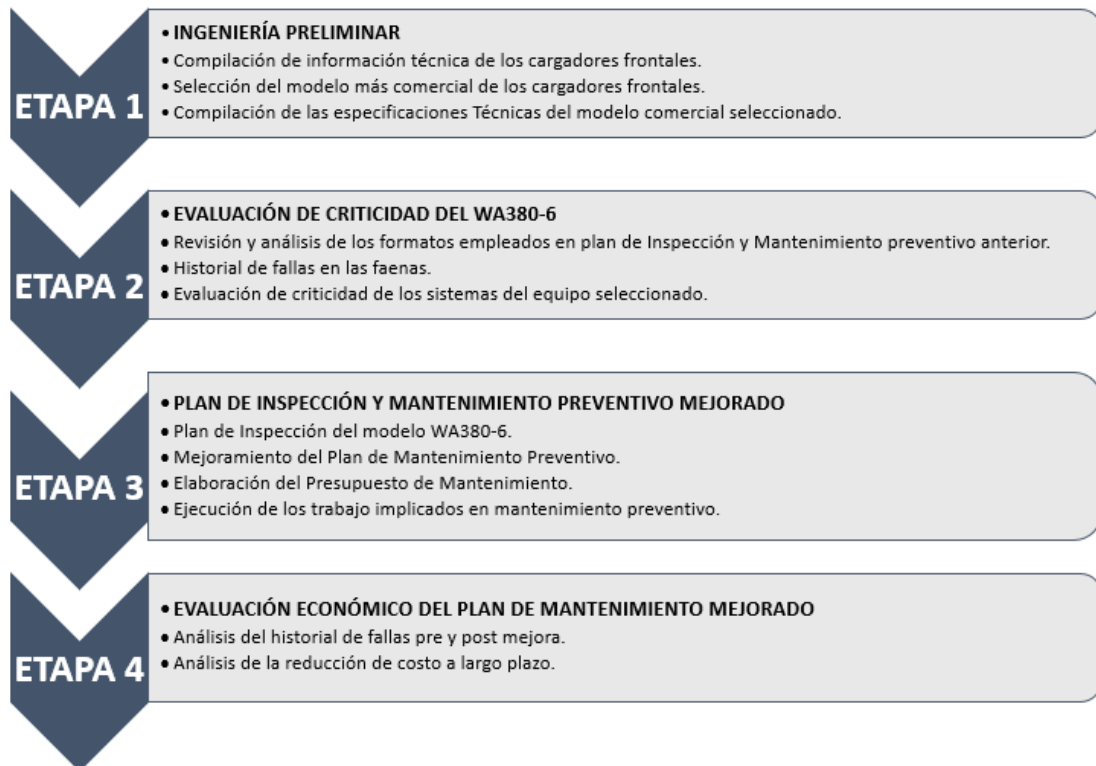 ETAPA 1
• INGENIERÍA PRELIMINAR
• Compilación de información técnica de los cargadores frontales.
• Selección del modelo más comercial de los cargadores frontales.
• Compilación de las especificaciones Técnicas del modelo comercial seleccionado.
ETAPA 2
• EVALUACIÓN DE CRITICIDAD DEL WA380-6
• Revisión y análisis de los formatos empleados en plan de Inspección y Mantenimiento preventivo anterior.
• Historial de fallas en las faenas.
• Evaluación de criticidad de los sistemas del equipo seleccionado.
ETAPA 3
• PLAN DE INSPECCIÓN Y MANTENIMIENTO PREVENTIVO MEJORADO
• Plan de Inspección del modelo WA380-6.
• Mejoramiento del Plan de Mantenimiento Preventivo.
• Elaboración del Presupuesto de Mantenimiento.
• Ejecución de los trabajo implicados en mantenimiento preventivo.
ETAPA 4
• EVALUACIÓN ECONÓMICO DEL PLAN DE MANTENIMIENTO MEJORADO
• Análisis del historial de fallas pre y post mejora.
• Análisis de la reducción de costo a largo plazo.